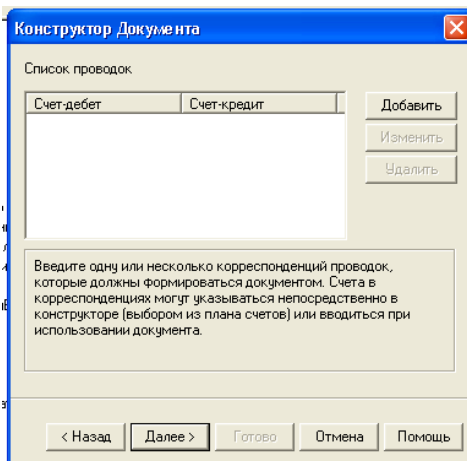 Конструктор Документа
Список проводок
Счет-дебет Счет-кредит
Добавить
Изменить
Удалить
Введите одну или несколько корреспонденций проводок,
которые должны формироваться документом. Счета в
корреспонденциях могут указываться непосредственно в
конструкторе (выбором из плана счетов) или вводиться при
использовании документа.
< Назад Далее > Готово Отмена Помощь